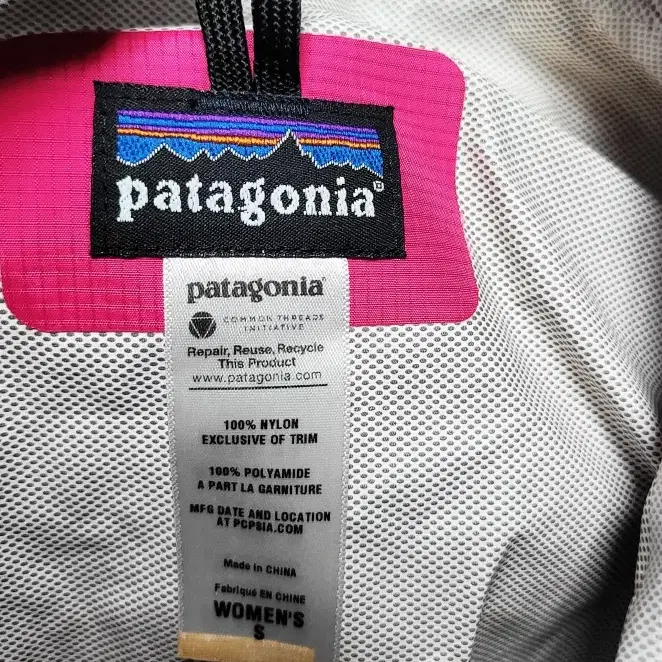 patagonia®
patagonia®
COMMON THREADS
INITIATIVE
Repair, Reuse, Recycle
This Product
www.patagonia.com
100% NYLON
EXCLUSIVE OF TRIM
100% POLYAMIDE
A PART LA GARNITURE
MFG DATE AND LOCATION
AT PCPSIA.COM
Made in CHINA
Fabriqué EN CHINE
WOMEN'S
S